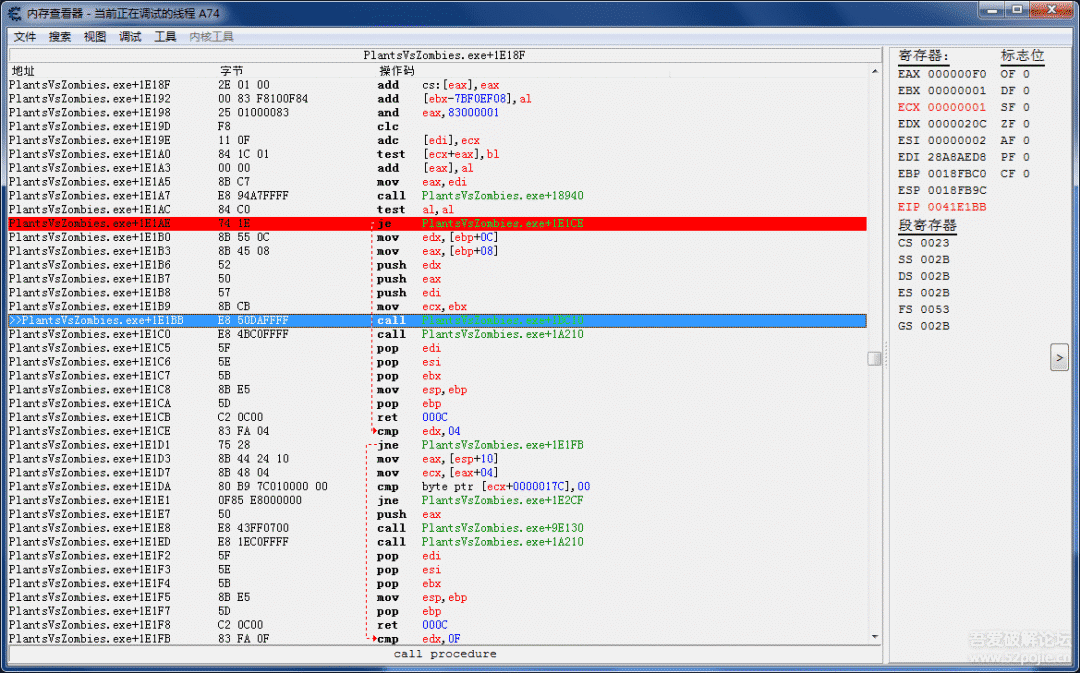 内存查看器 - 当前正在调试的线程 A74
文件 搜索 视图 调试 工具 内核工具
PlantsVsZombies.exe+1E18F
地址 字节 操作码
PlantsVsZombies.exe+1E18F 2E 01 00 add cs:[eax],eax
PlantsVsZombies.exe+1E192 00 83 F8100F84 add [ebx-7BF0EF08],al
PlantsVsZombies.exe+1E198 25 01000083 and eax,83000001
PlantsVsZombies.exe+1E19D F8 clc
PlantsVsZombies.exe+1E19E 11 0F adc [edi],ecx
PlantsVsZombies.exe+1E1A0 84 1C 01 test [ecx+eax],bl
PlantsVsZombies.exe+1E1A3 00 00 add [eax],al
PlantsVsZombies.exe+1E1A5 8B C7 mov eax,edi
PlantsVsZombies.exe+1E1A7 E8 94A7FFFF call PlantsVsZombies.exe+18940
PlantsVsZombies.exe+1E1AC 84 C0 test al,al
PlantsVsZombies.exe+1E1AE 74 1E je PlantsVsZombies.exe+1E1CE
PlantsVsZombies.exe+1E1B0 8B 55 0C mov edx,[ebp+0C]
PlantsVsZombies.exe+1E1B3 8B 45 08 mov eax,[ebp+08]
PlantsVsZombies.exe+1E1B6 52 push edx
PlantsVsZombies.exe+1E1B7 50 push eax
PlantsVsZombies.exe+1E1B8 57 push edi
PlantsVsZombies.exe+1E1B9 8B CB mov ecx,ebx
>>PlantsVsZombies.exe+1E1BB E8 50DAFFFF call
PlantsVsZombies.exe+1E1C0 E8 4BC0FFFF call PlantsVsZombies.exe+1A210
PlantsVsZombies.exe+1E1C5 5F pop edi
PlantsVsZombies.exe+1E1C6 5E pop esi
PlantsVsZombies.exe+1E1C7 5B pop ebx
PlantsVsZombies.exe+1E1C8 8B E5 mov esp,ebp
PlantsVsZombies.exe+1E1CA 5D pop ebp
PlantsVsZombies.exe+1E1CB C2 0C00 ret 000C
PlantsVsZombies.exe+1E1CE 83 FA 04 cmp edx,04
PlantsVsZombies.exe+1E1D1 75 28 jne PlantsVsZombies.exe+1E1FB
PlantsVsZombies.exe+1E1D3 8B 44 24 10 mov eax,[esp+10]
PlantsVsZombies.exe+1E1D7 8B 48 04 mov ecx,[eax+04]
PlantsVsZombies.exe+1E1DA 80 B9 7C010000 00 cmp byte ptr [ecx+0000017C],00
PlantsVsZombies.exe+1E1E1 0F85 E8000000 jne PlantsVsZombies.exe+1E2CF
PlantsVsZombies.exe+1E1E7 50 push eax
PlantsVsZombies.exe+1E1E8 E8 43FF0700 call PlantsVsZombies.exe+9E130
PlantsVsZombies.exe+1E1ED E8 1EC0FFFF call PlantsVsZombies.exe+1A210
PlantsVsZombies.exe+1E1F2 5F pop edi
PlantsVsZombies.exe+1E1F3 5E pop esi
PlantsVsZombies.exe+1E1F4 5B pop ebx
PlantsVsZombies.exe+1E1F5 8B E5 mov esp,ebp
PlantsVsZombies.exe+1E1F7 5D pop ebp
PlantsVsZombies.exe+1E1F8 C2 0C00 ret 000C
PlantsVsZombies.exe+1E1FB 83 FA 0F cmp edx,0F
call procedure
寄存器: 标志位
EAX 000000F0 OF 0
EBX 00000001 DF 0
ECX 00000001 SF 0
EDX 0000020C ZF 0
ESI 00000002 AF 0
EDI 28A8AED8 PF 0
EBP 0018FBC0 CF 0
ESP 0018FB9C
EIP 0041E1BB
段寄存器
CS 0023
SS 002B
DS 002B
ES 002B
FS 0053
GS 002B
>
吾爱破解论坛
www.52pojie.cn